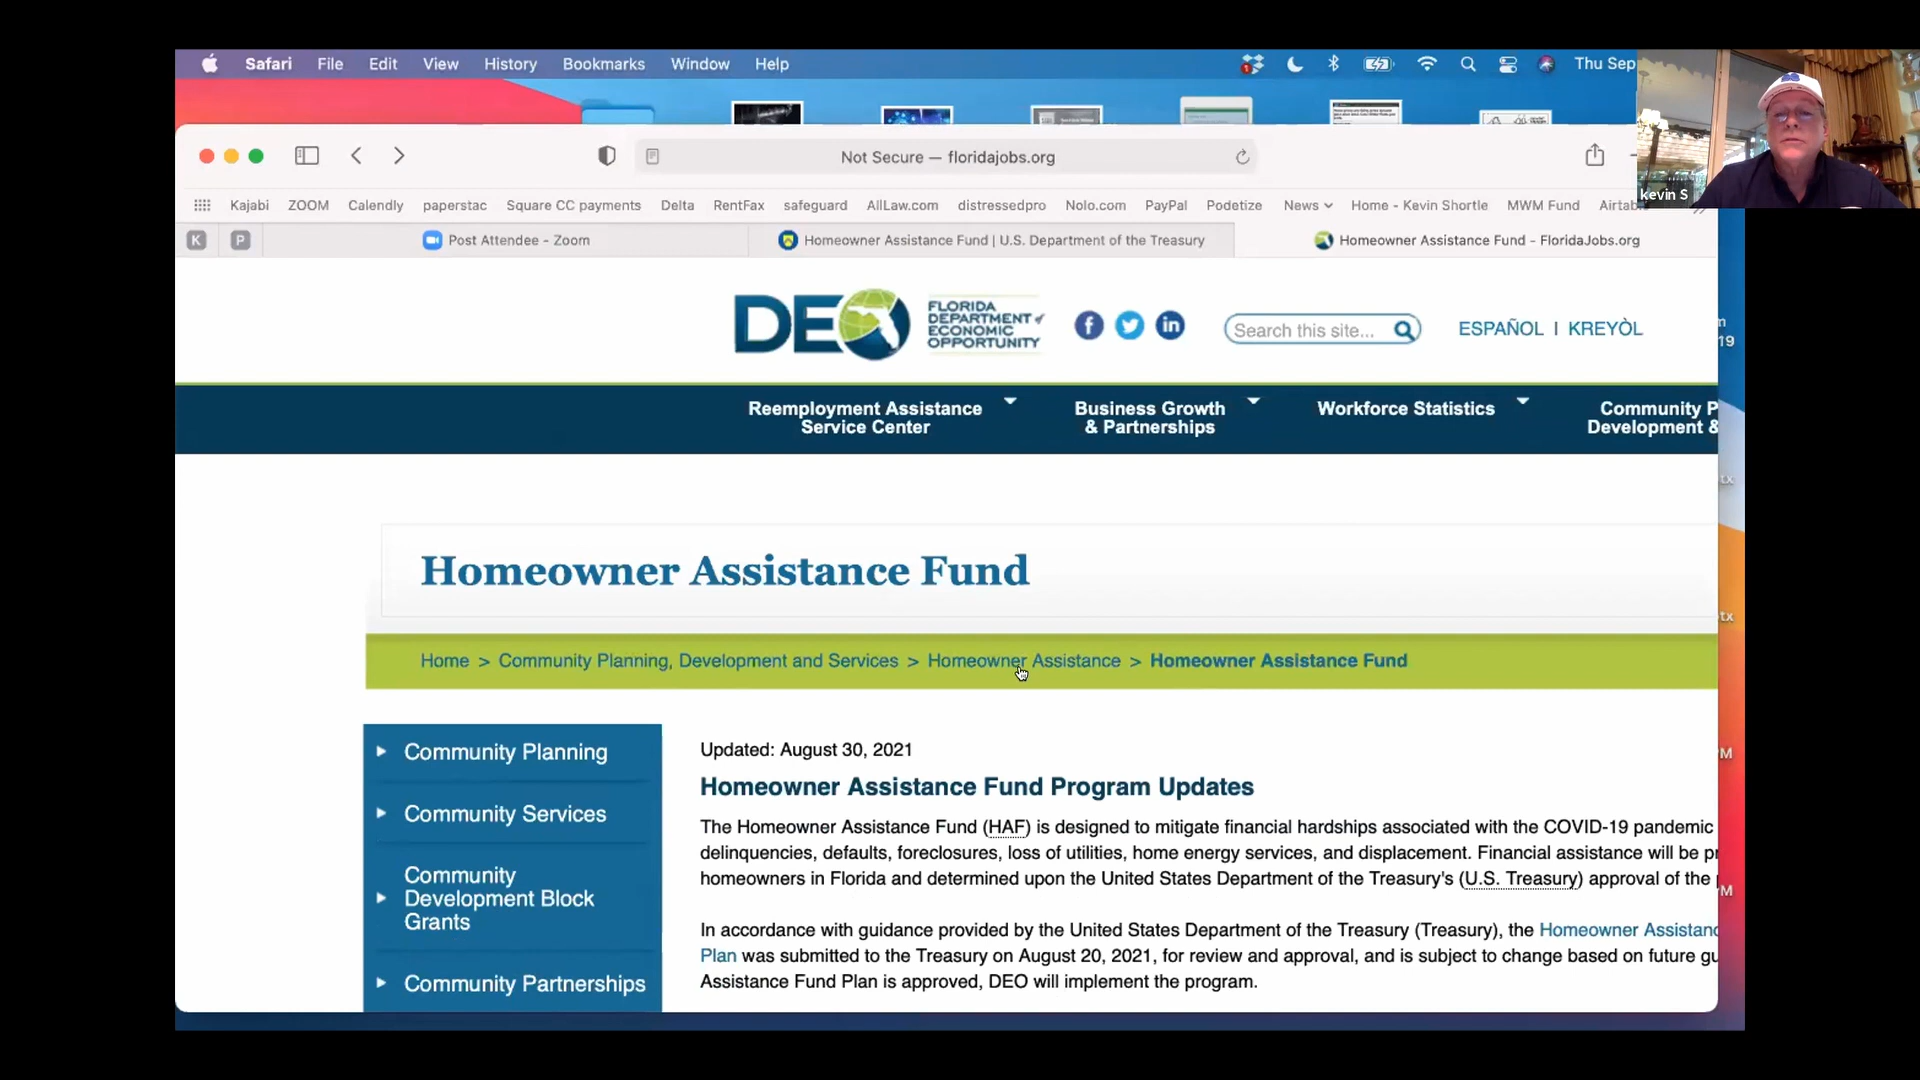 Safari File Edit View History Bookmarks Window Help Thu Sep
kevin S
Not Secure — floridajobs.org
Kajabi ZOOM Calendly paperstac Square CC payments Delta RentFax safeguard AllLaw.com distressedpro Nolo.com PayPal Podetize News Home - Kevin Shortle MWM Fund Airtab
K P Post Attendee - Zoom Homeowner Assistance Fund | U.S. Department of the Treasury Homeowner Assistance Fund - FloridaJobs.org
DEO
FLORIDA
DEPARTMENT of
ECONOMIC
OPPORTUNITY
Search this site...
ESPAÑOL | KREYÒL
19
Reemployment Assistance
Service Center
Business Growth
& Partnerships
Workforce Statistics
Community P
Development &
tx
Homeowner Assistance Fund
tx
Home > Community Planning, Development and Services > Homeowner Assistance > Homeowner Assistance Fund
Community Planning
Community Services
Community
Development Block
Grants
Community Partnerships
Updated: August 30, 2021
Homeowner Assistance Fund Program Updates
The Homeowner Assistance Fund (HAF) is designed to mitigate financial hardships associated with the COVID-19 pandemic
delinquencies, defaults, foreclosures, loss of utilities, home energy services, and displacement. Financial assistance will be pr
homeowners in Florida and determined upon the United States Department of the Treasury's (U.S. Treasury) approval of the
In accordance with guidance provided by the United States Department of the Treasury (Treasury), the Homeowner Assistanc
Plan was submitted to the Treasury on August 20, 2021, for review and approval, and is subject to change based on future gu
Assistance Fund Plan is approved, DEO will implement the program.
M
M